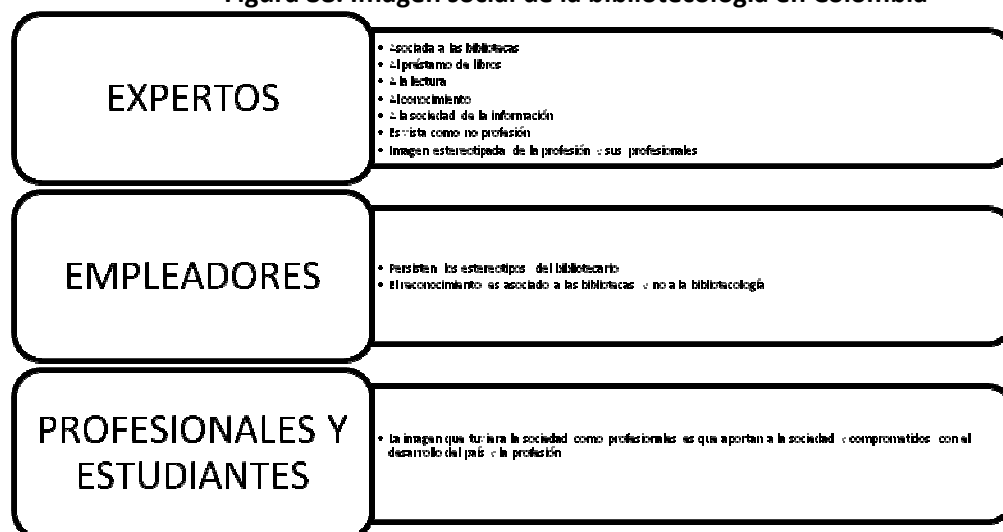 Imagen social de la bibliotecología en Colombia
EXPERTOS
• Asociada a las bibliotecas
• Al préstamo de libros
• A la lectura
• Al conocimiento
• A la sociedad de la información
• Es vista como no profesión
• Imagen estereotipada de la profesión y sus profesionales
EMPLEADORES
• Persisten los estereotipos del bibliotecario
• El reconocimiento es asociado a las bibliotecas y no a la bibliotecología
PROFESIONALES Y
ESTUDIANTES
• La imagen que tuviera la sociedad como profesionales es que aportan a la sociedad y comprometidos con el
desarrollo del país y la profesión